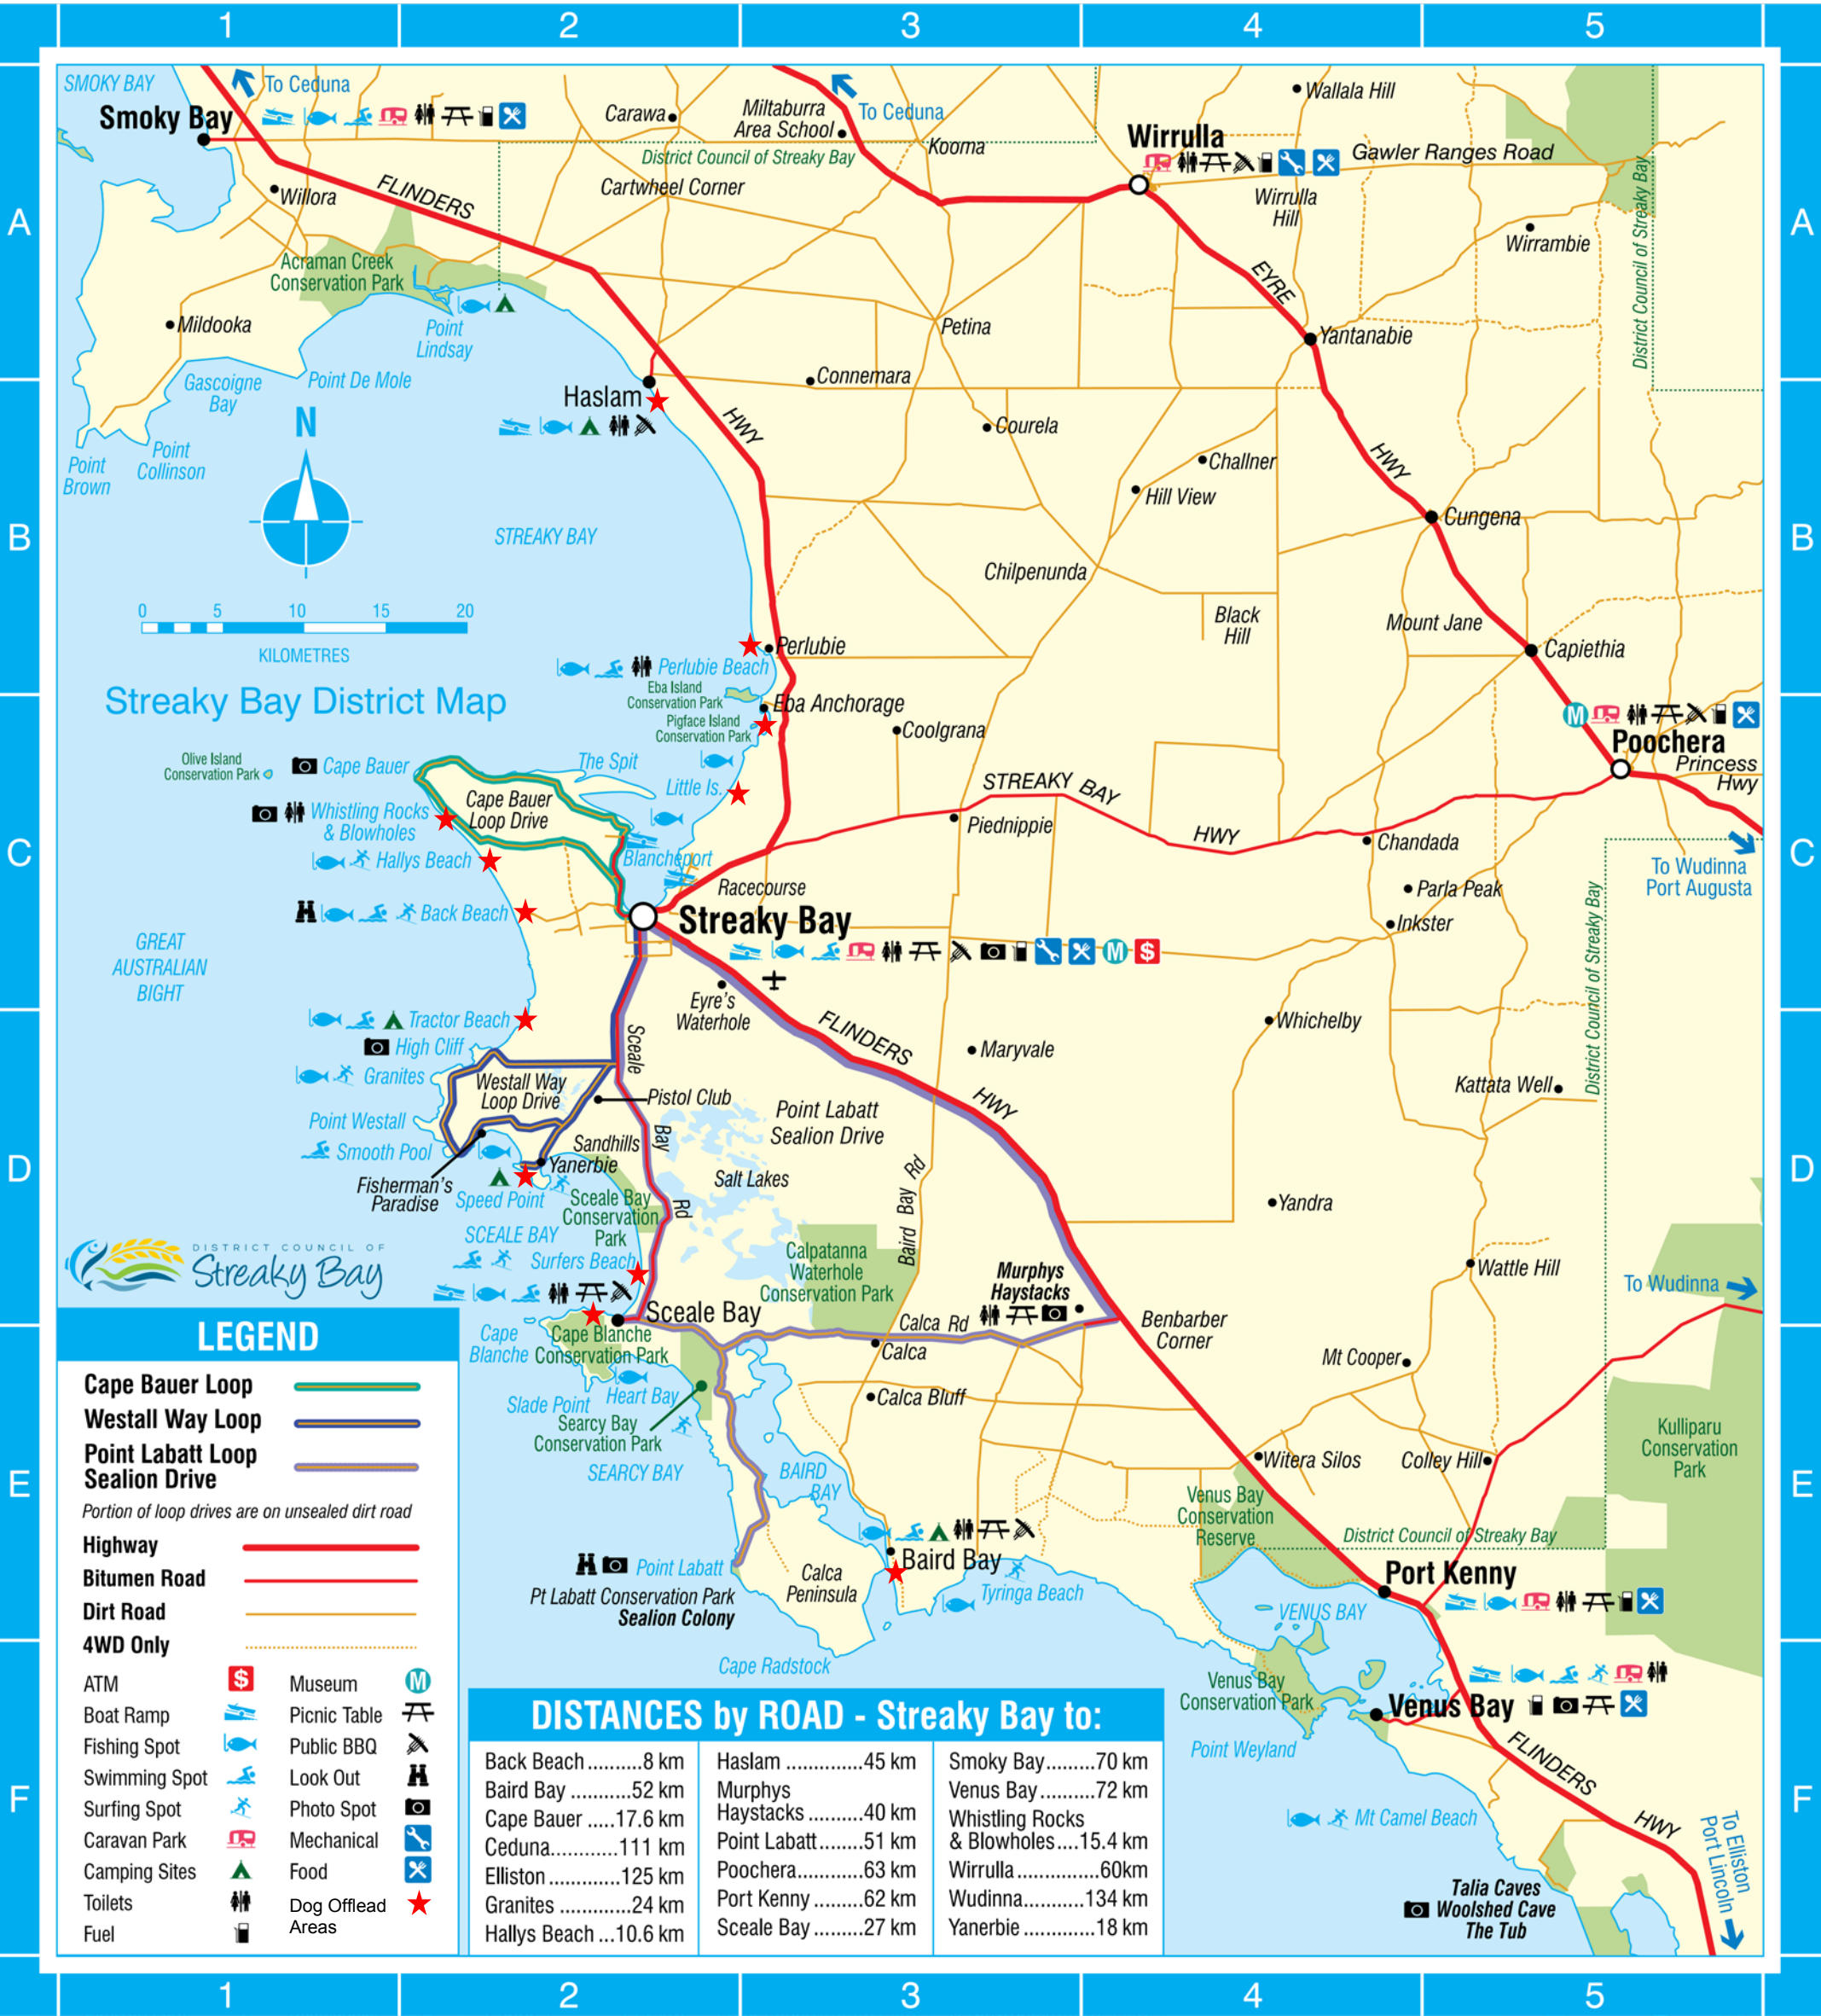 1 2 3 4 5
A
B
C
D
E
F
A
B
C
D
E
F
SMOKY BAY
To Ceduna
Smoky Bay
Willora
FLINDERS
Carawa
Miltaburra
Area School
To Ceduna
Kooma
District Council of Streaky Bay
Cartwheel Corner
Wallala Hill
Wirrulla
Gawler Ranges Road
Wirrulla
Hill
Wirrambie
District Council of Streaky Bay
EYRE
Acraman Creek
Conservation Park
Mildooka
Point
Lindsay
Petina
Yantanabie
Gascoigne
Bay
Point De Mole
Connemara
Haslam
HWY
Courela
HWY
N
Point
Brown
Point
Collinson
Challner
Hill View
Cungena
STREAKY BAY
Chilpenunda
0 5 10 15 20
KILOMETRES
Black
Hill
Mount Jane
Perlubie
Perlubie Beach
Capiethia
Streaky Bay District Map
Eba Island
Conservation Park
Eba Anchorage
Pigface Island
Conservation Park
Coolgrana
M
Poochera
Princess
Hwy
Olive Island
Conservation Park
Cape Bauer
The Spit
Little Is.
STREAKY BAY
HWY
Cape Bauer
Loop Drive
Whistling Rocks
& Blowholes
Piednippie
Chandada
Hallys Beach
Blancheport
To Wudinna
Port Augusta
Racecourse
Parla Peak
Back Beach
Streaky Bay
Inkster
M $
GREAT
AUSTRALIAN
BIGHT
Eyre's
Waterhole
FLINDERS
District Council of Streaky Bay
Tractor Beach
High Cliff
Sceale
Whichelby
Maryvale
Granites
Westall Way
Loop Drive
Pistol Club
HWY
Kattata Well
Point Westall
Point Labatt
Sealion Drive
Smooth Pool
Sandhills
Bay
Yanerbie
Salt Lakes
Fisherman's
Paradise
Speed Point
Sceale Bay
Conservation
Park
Rd
Baird Bay Rd
Yandra
SCEALE BAY
Surfers Beach
DISTRICT COUNCIL OF
Streaky Bay
Calpatanna
Waterhole
Conservation Park
Murphys
Haystacks
Wattle Hill
To Wudinna
Sceale Bay
Calca Rd
Benbarber
Corner
Cape
Blanche
Cape Blanche
Conservation Park
Calca
Mt Cooper
Heart Bay
Slade Point
Calca Bluff
Searcy Bay
Conservation Park
SEARCY BAY
BAIRD
BAY
Witera Silos
Colley Hill
Kulliparu
Conservation
Park
Venus Bay
Conservation
Reserve
District Council of Streaky Bay
Point Labatt
Pt Labatt Conservation Park
Sealion Colony
Calca
Peninsula
Baird Bay
Tyringa Beach
Port Kenny
VENUS BAY
Cape Radstock
Venus Bay
Conservation Park
Venus Bay
Point Weyland
FLINDERS
HWY
Mt Camel Beach
To Elliston
Port Lincoln
Talia Caves
Woolshed Cave
The Tub
LEGEND
Cape Bauer Loop
Westall Way Loop
Point Labatt Loop
Sealion Drive
Portion of loop drives are on unsealed dirt road
Highway
Bitumen Road
Dirt Road
4WD Only
ATM $
Boat Ramp
Fishing Spot
Swimming Spot
Surfing Spot
Caravan Park
Camping Sites
Toilets
Fuel
Museum M
Picnic Table
Public BBQ
Look Out
Photo Spot
Mechanical
Food
Dog Offlead
Areas
DISTANCES by ROAD - Streaky Bay to:
Back Beach..........8 km
Baird Bay ...........52 km
Cape Bauer .....17.6 km
Ceduna............111 km
Elliston .............125 km
Granites .............24 km
Hallys Beach ...10.6 km
Haslam ..............45 km
Murphys
Haystacks..........40 km
Point Labatt.......51 km
Poochera...........63 km
Port Kenny ........62 km
Sceale Bay .........27 km
Smoky Bay.........70 km
Venus Bay..........72 km
Whistling Rocks
& Blowholes....15.4 km
Wirrulla ..............60km
Wudinna.........134 km
Yanerbie .............18 km
1 2 3 4 5